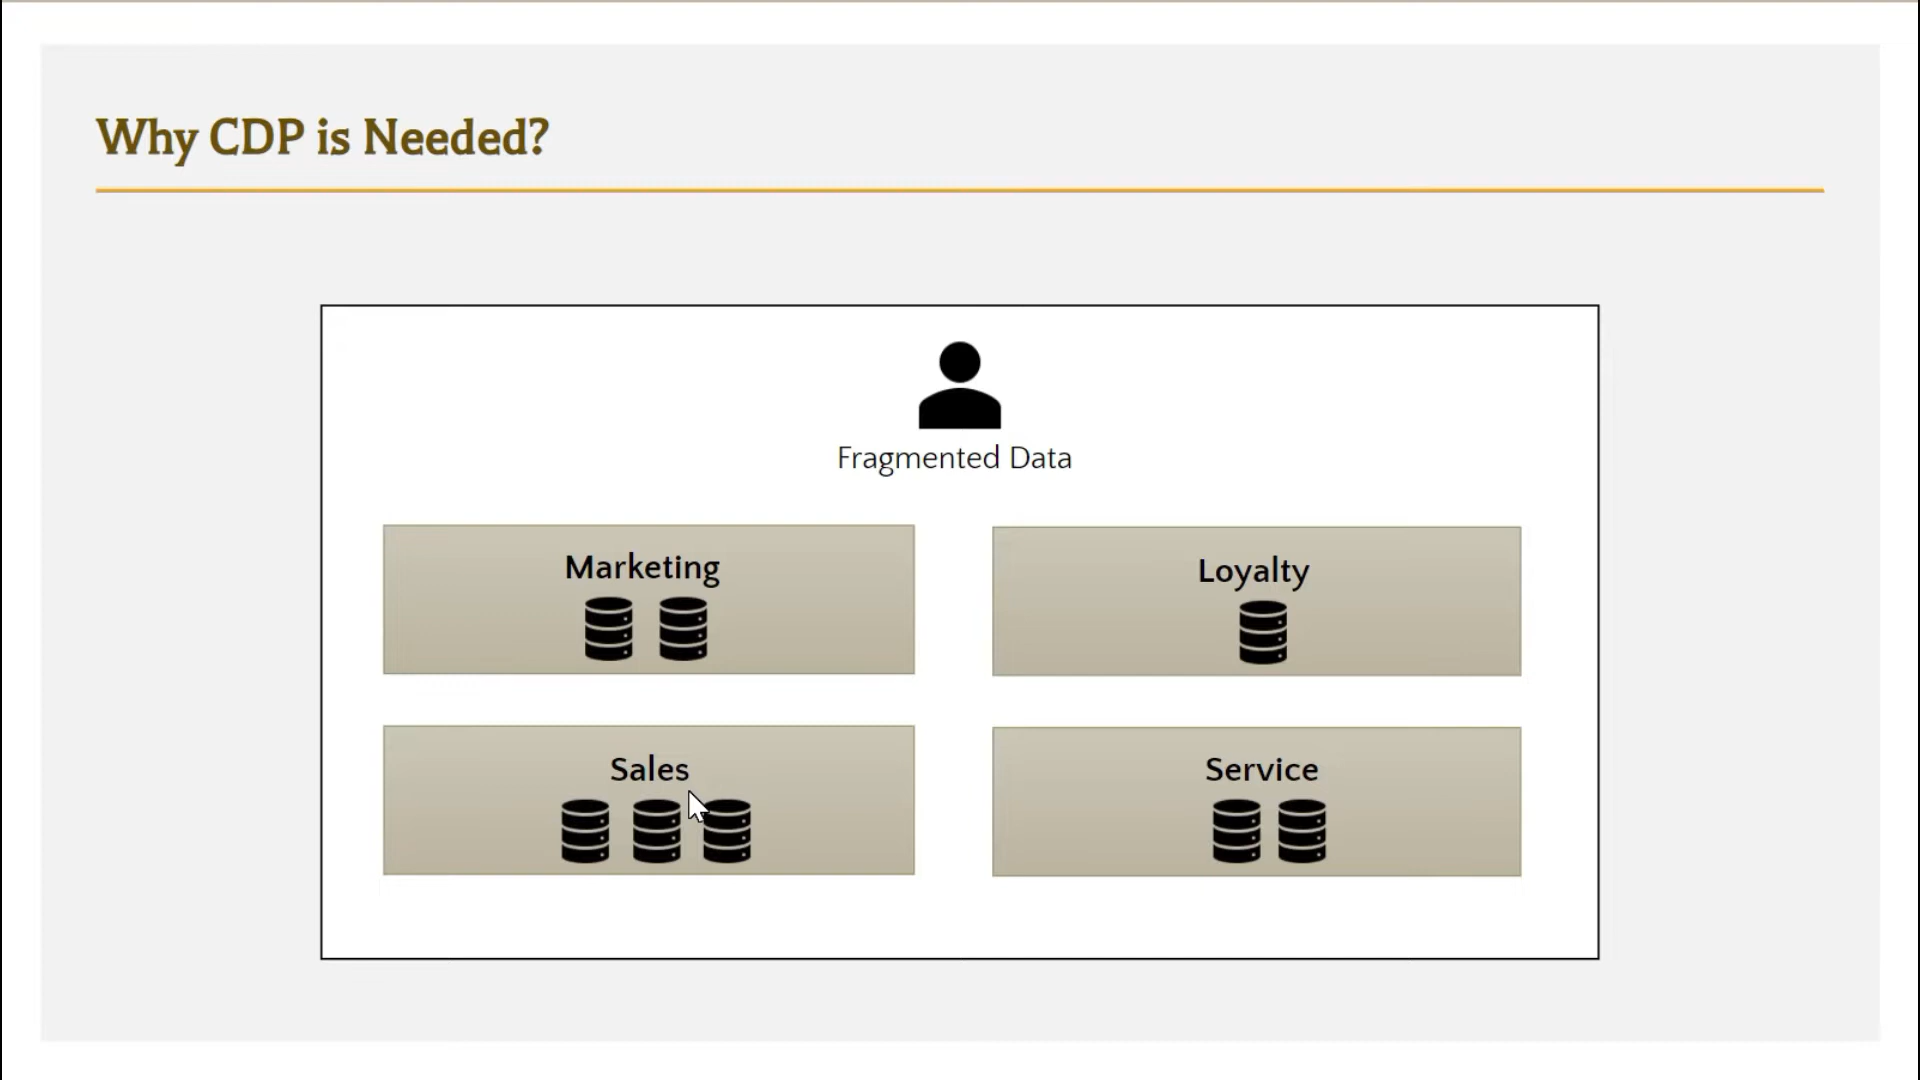 Why CDP is Needed?
Fragmented Data
Marketing
Loyalty
Sales
Service